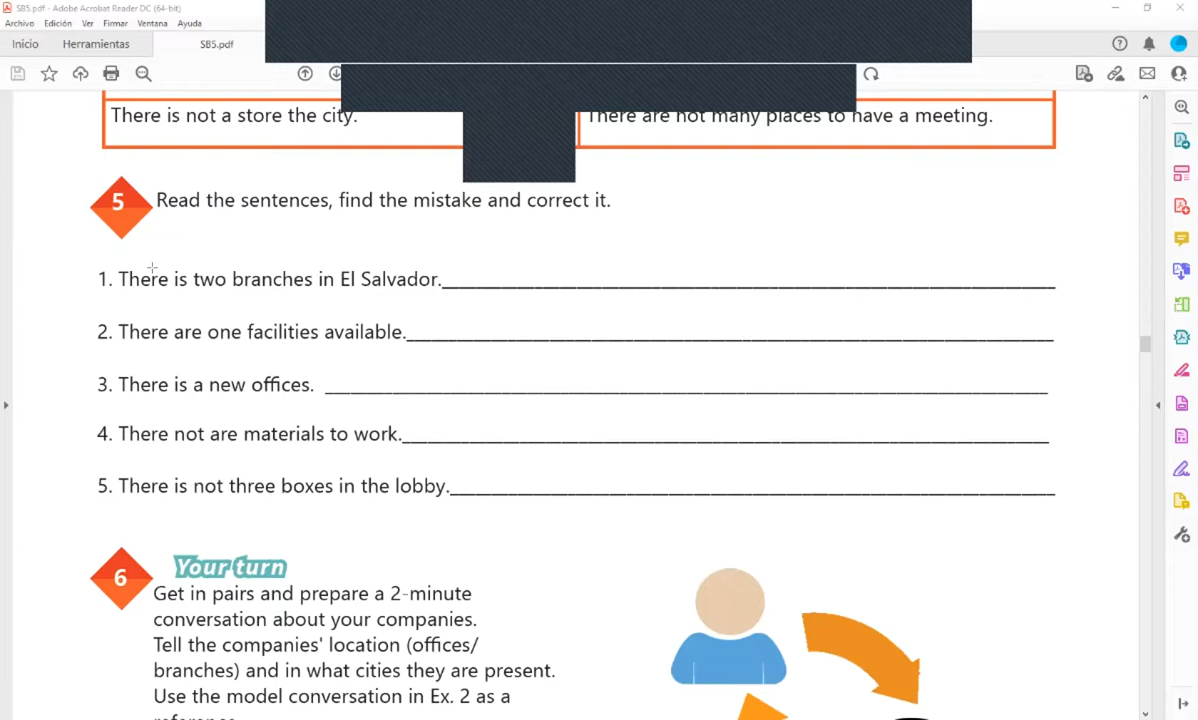 SB5.pdf - Adobe Acrobat Reader DC (64-bit)
Archivo Edición Ver Firmar Ventana Ayuda
Inicio Herramientas SB5.pdf
There is not a store the city. There are not many places to have a meeting.
5 Read the sentences, find the mistake and correct it.
1. There is two branches in El Salvador.
2. There are one facilities available.
3. There is a new offices.
4. There not are materials to work.
5. There is not three boxes in the lobby.
6 Your turn
Get in pairs and prepare a 2-minute
conversation about your companies.
Tell the companies' location (offices/
branches) and in what cities they are present.
Use the model conversation in Ex. 2 as a
reference